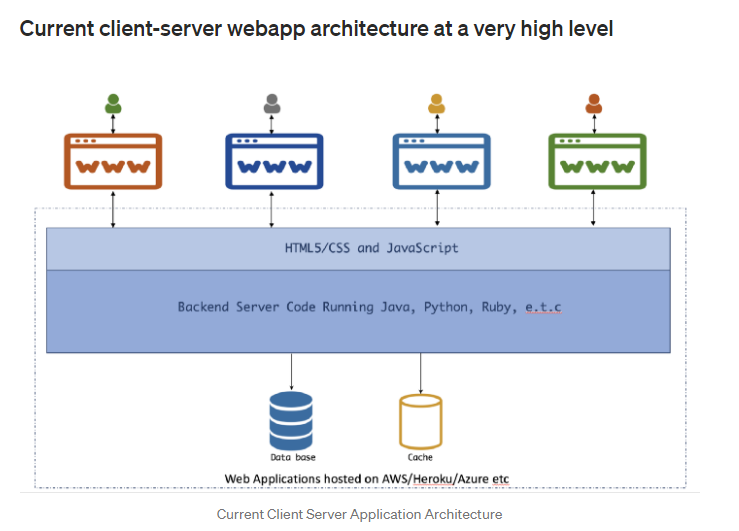 Current client-server webapp architecture at a very high level
www www www www
HTML5/CSS and JavaScript
Backend Server Code Running Java, Python, Ruby, e.t.c
Data base Cache
Web Applications hosted on AWS/Heroku/Azure etc
Current Client Server Application Architecture